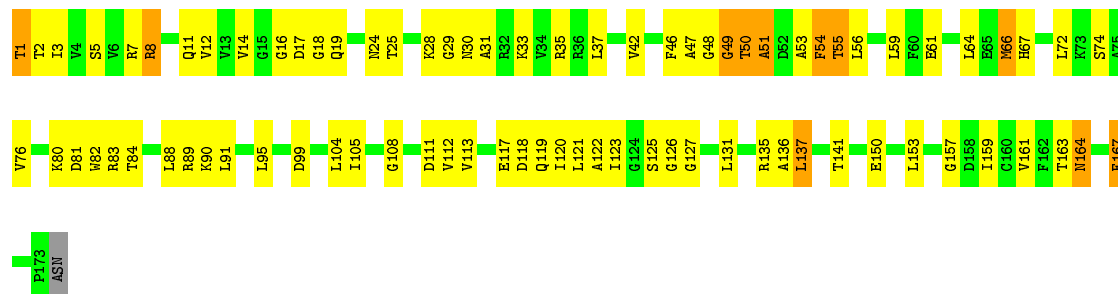 T1 T2 I3 V4 S5 V6 R7 R8 Q11 V12 V13 V14 G15 G16 D17 G18 Q19 N24 T25 K28 G29 N30 A31 R32 K33 V34 R35 R36 L37 V42 F46 A47 G48 G49 T50 A51 D52 A53 F54 T55 L56 L59 F60 E61 L64 E65 M66 H67 L72 K73 S74 A75
V76 K80 D81 W82 R83 T84 L88 R89 K90 L91 L95 D99 L104 I105 G108 D111 V112 V113 E117 D118 Q119 I120 L121 A122 I123 G124 S125 G126 G127 L131 R135 A136 L137 T141 E150 L153 G157 D158 I159 C160 V161 F162 T163 N164
P173 ASN